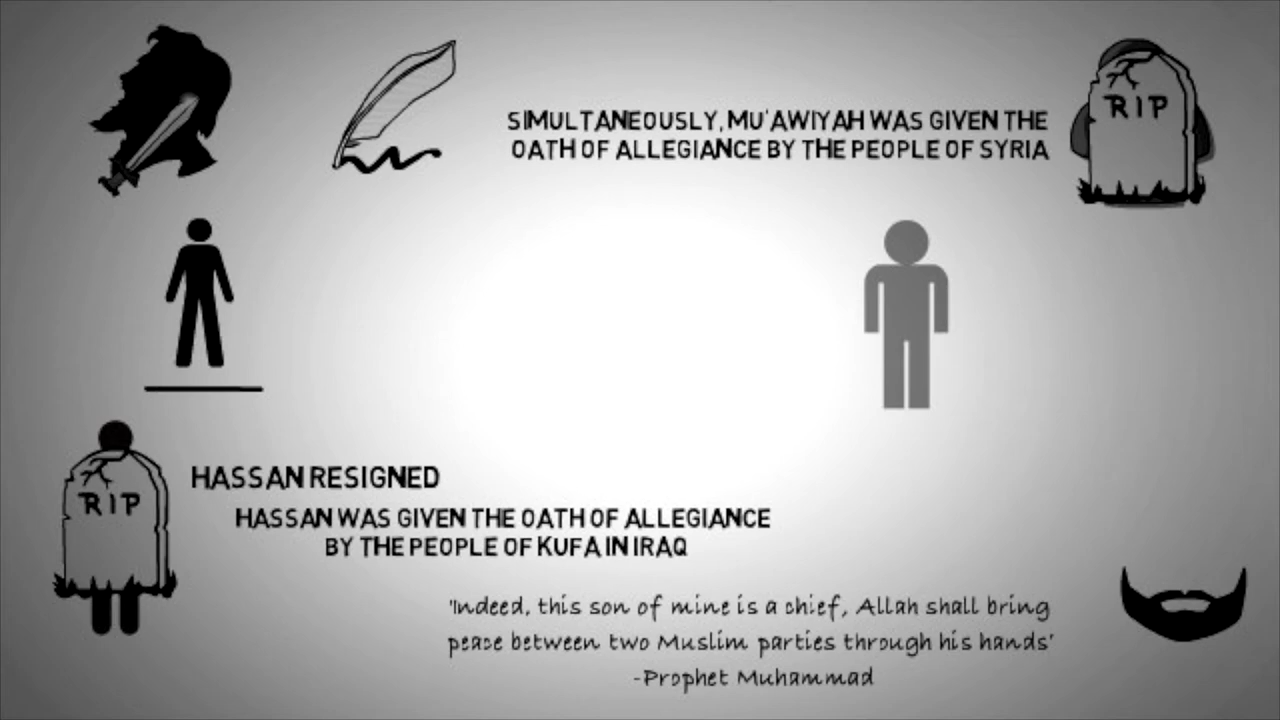 SIMULTANEOUSLY, MU'AWIYAH WAS GIVEN THE
OATH OF ALLEGIANCE BY THE PEOPLE OF SYRIA
RIP
HASSAN RESIGNED
RIP
HASSAN WAS GIVEN THE OATH OF ALLEGIANCE
BY THE PEOPLE OF KUFA IN IRAQ
'Indeed, this son of mine is a chief, Allah shall bring
peace between two Muslim parties through his hands'
-Prophet Muhammad